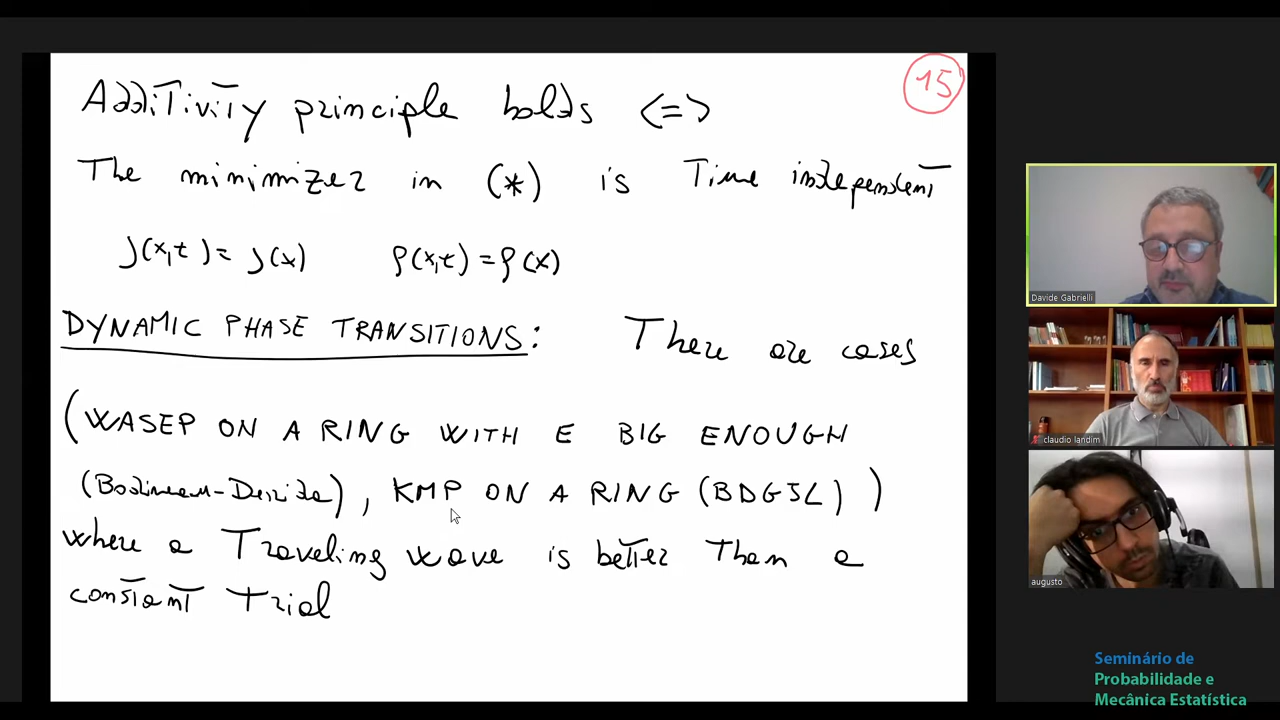 Additivity principle holds <=>
15
The minimizer in (*) is Time independent
J(x,t) = J(x) ρ(x,t) = ρ(x)
DYNAMIC PHASE TRANSITIONS: There are cases
(WASEP ON A RING WITH E BIG ENOUGH
(Bodineau-Derrida), KMP ON A RING (BDGJL))
where a Traveling wave is better Than a
constant Trial
Davide Gabrielli
claudio landim
augusto
Seminário de
Probabilidade e
Mecânica Estatística